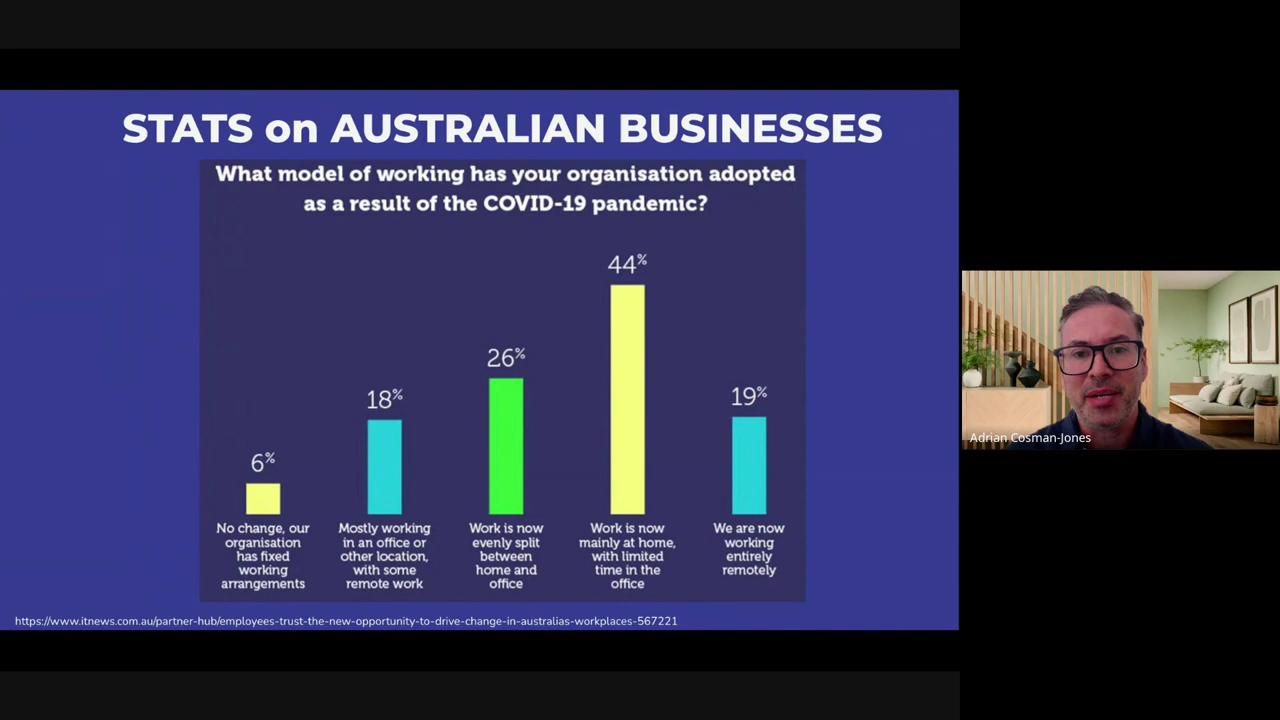 STATS on AUSTRALIAN BUSINESSES
What model of working has your organisation adopted
as a result of the COVID-19 pandemic?
6%
18%
26%
44%
19%
No change, our
organisation
has fixed
working
arrangements
Mostly working
in an office or
other location,
with some
remote work
Work is now
evenly split
between
home and
office
Work is now
mainly at home,
with limited
time in the
office
We are now
working
entirely
remotely
https://www.itnews.com.au/partner-hub/employees-trust-the-new-opportunity-to-drive-change-in-australias-workplaces-567221
Adrian Cosman-Jones